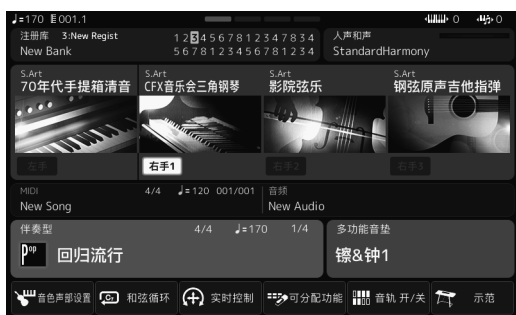 ♩=170 001.1 0 0
注册库 3:New Regist 1 2 3 4 5 6 7 8 1 2 3 4 7 8 3 4 人声和声
New Bank 5 6 7 8 1 2 3 4 5 6 7 8 1 2 3 4 StandardHarmony
S.Art S.Art S.Art S.Art
70年代手提箱清音 CFX音乐会三角钢琴 影院弦乐 钢弦原声吉他指弹
左手 右手1 右手2 右手3
MIDI 4/4 ♩=120 001/001 音频
New Song New Audio
伴奏型 4/4 ♩=170 1/4 多功能音垫
Pop 回归流行 镲&钟1
音色声部设置 和弦循环 实时控制 可分配功能 音轨 开/关 示范